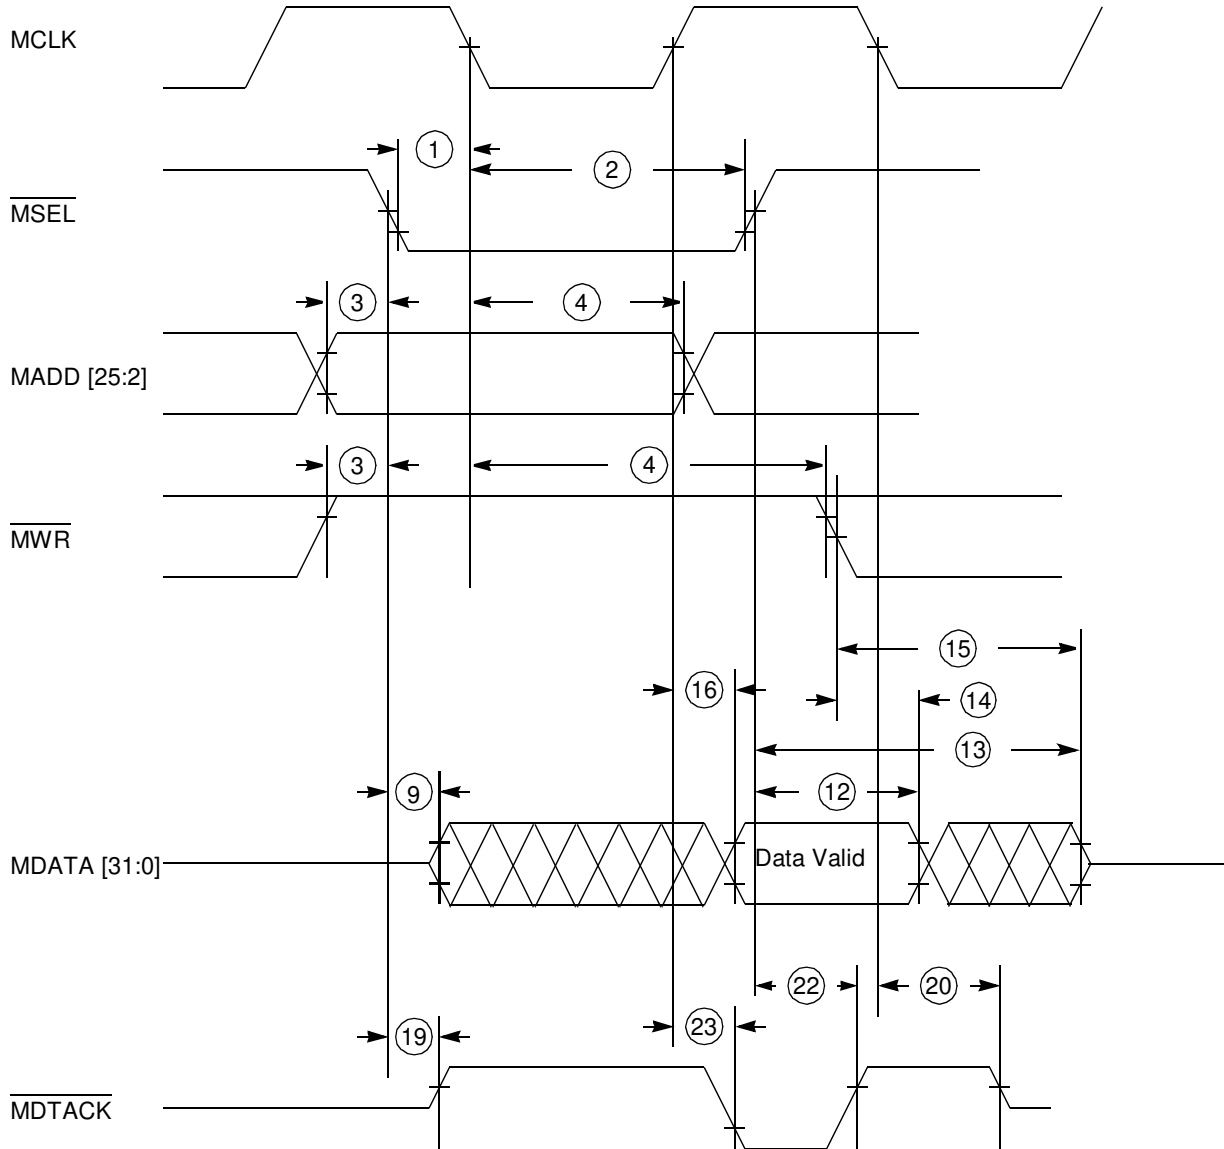 MCLK
1
2
MSEL
3
4
MADD [25:2]
3
4
MWR
15
16
14
13
9
12
MDATA [31:0]
Data Valid
22
20
19
23
MDTACK